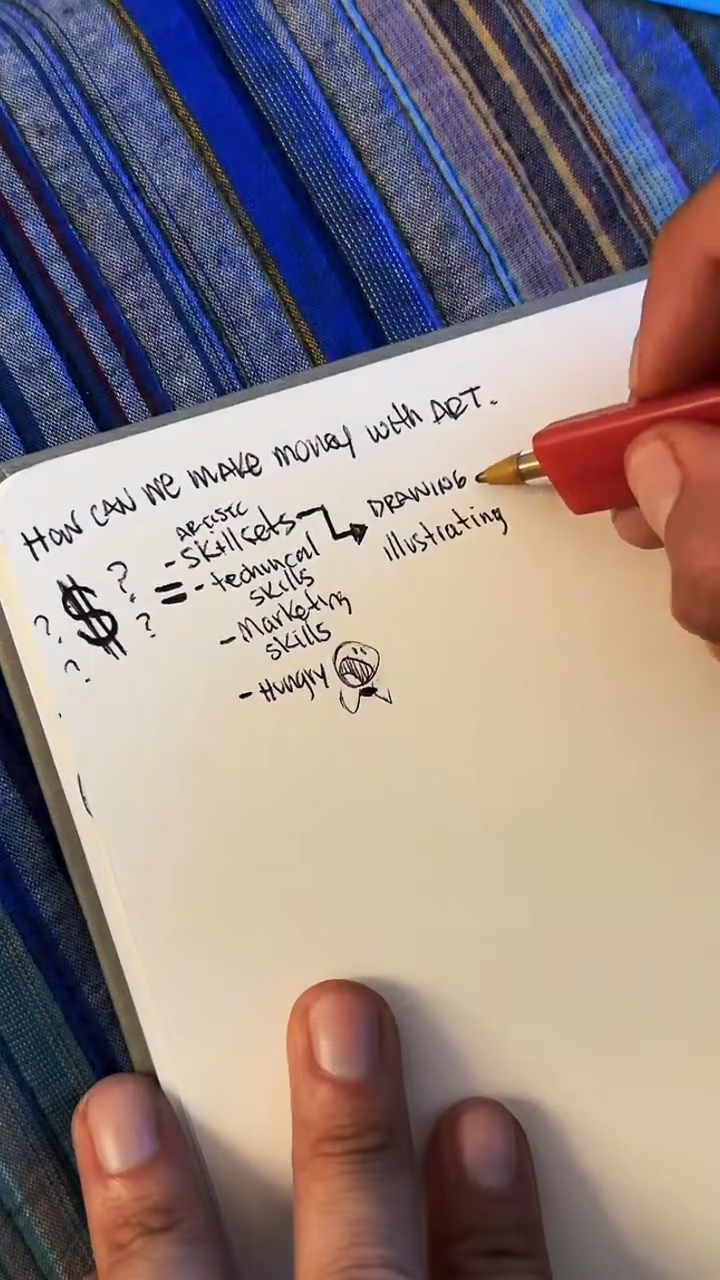 HOW CAN WE MAKE MONEY WITH ART.
ARTISTIC
- skillsets
$ = - technical
skills
- Marketing
skills
- Hungry
DRAWING
illustrating
? ? ? ?